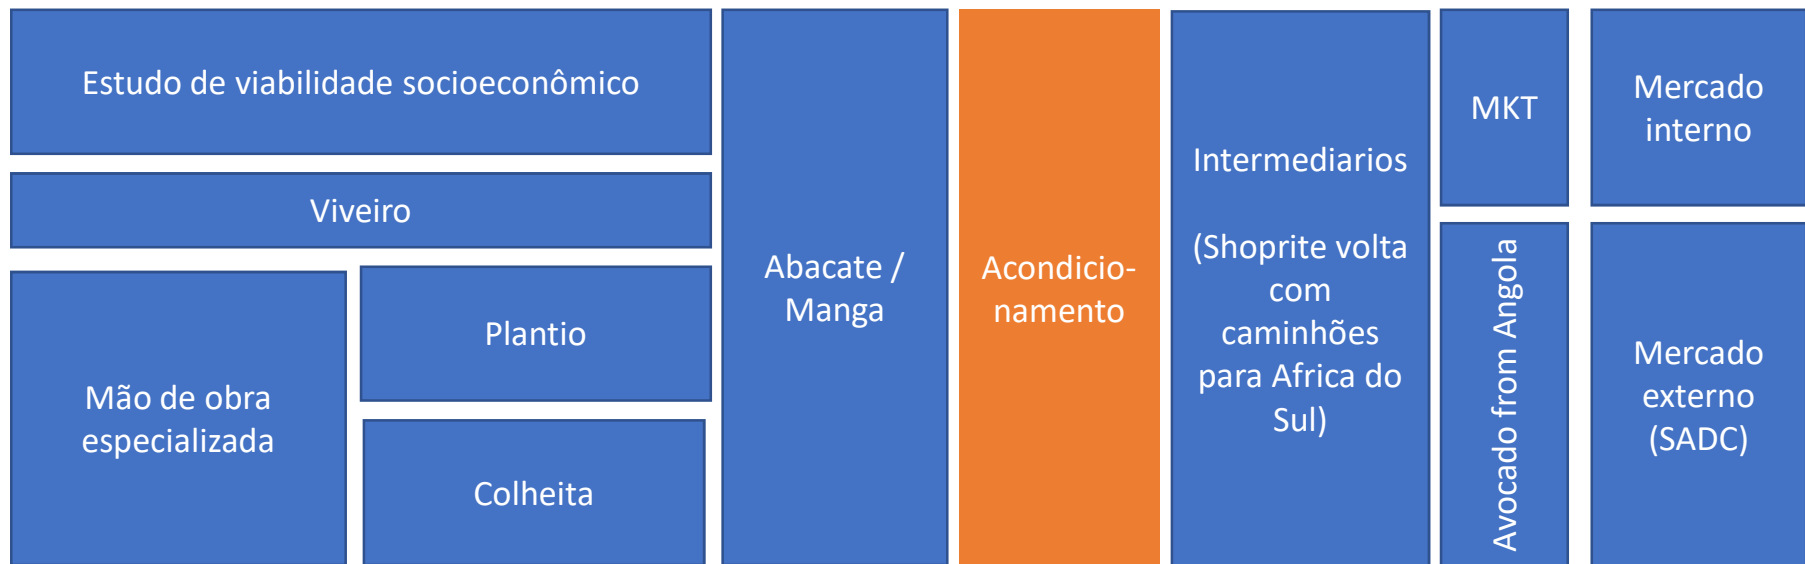 Estudo de viabilidade socioeconômico
Viveiro
Mão de obra
especializada
Plantio
Colheita
Abacate /
Manga
Acondicio-
namento
Intermediarios
(Shoprite volta
com
caminhões
para Africa do
Sul)
MKT
Avocado from Angola
Mercado
interno
Mercado
externo
(SADC)